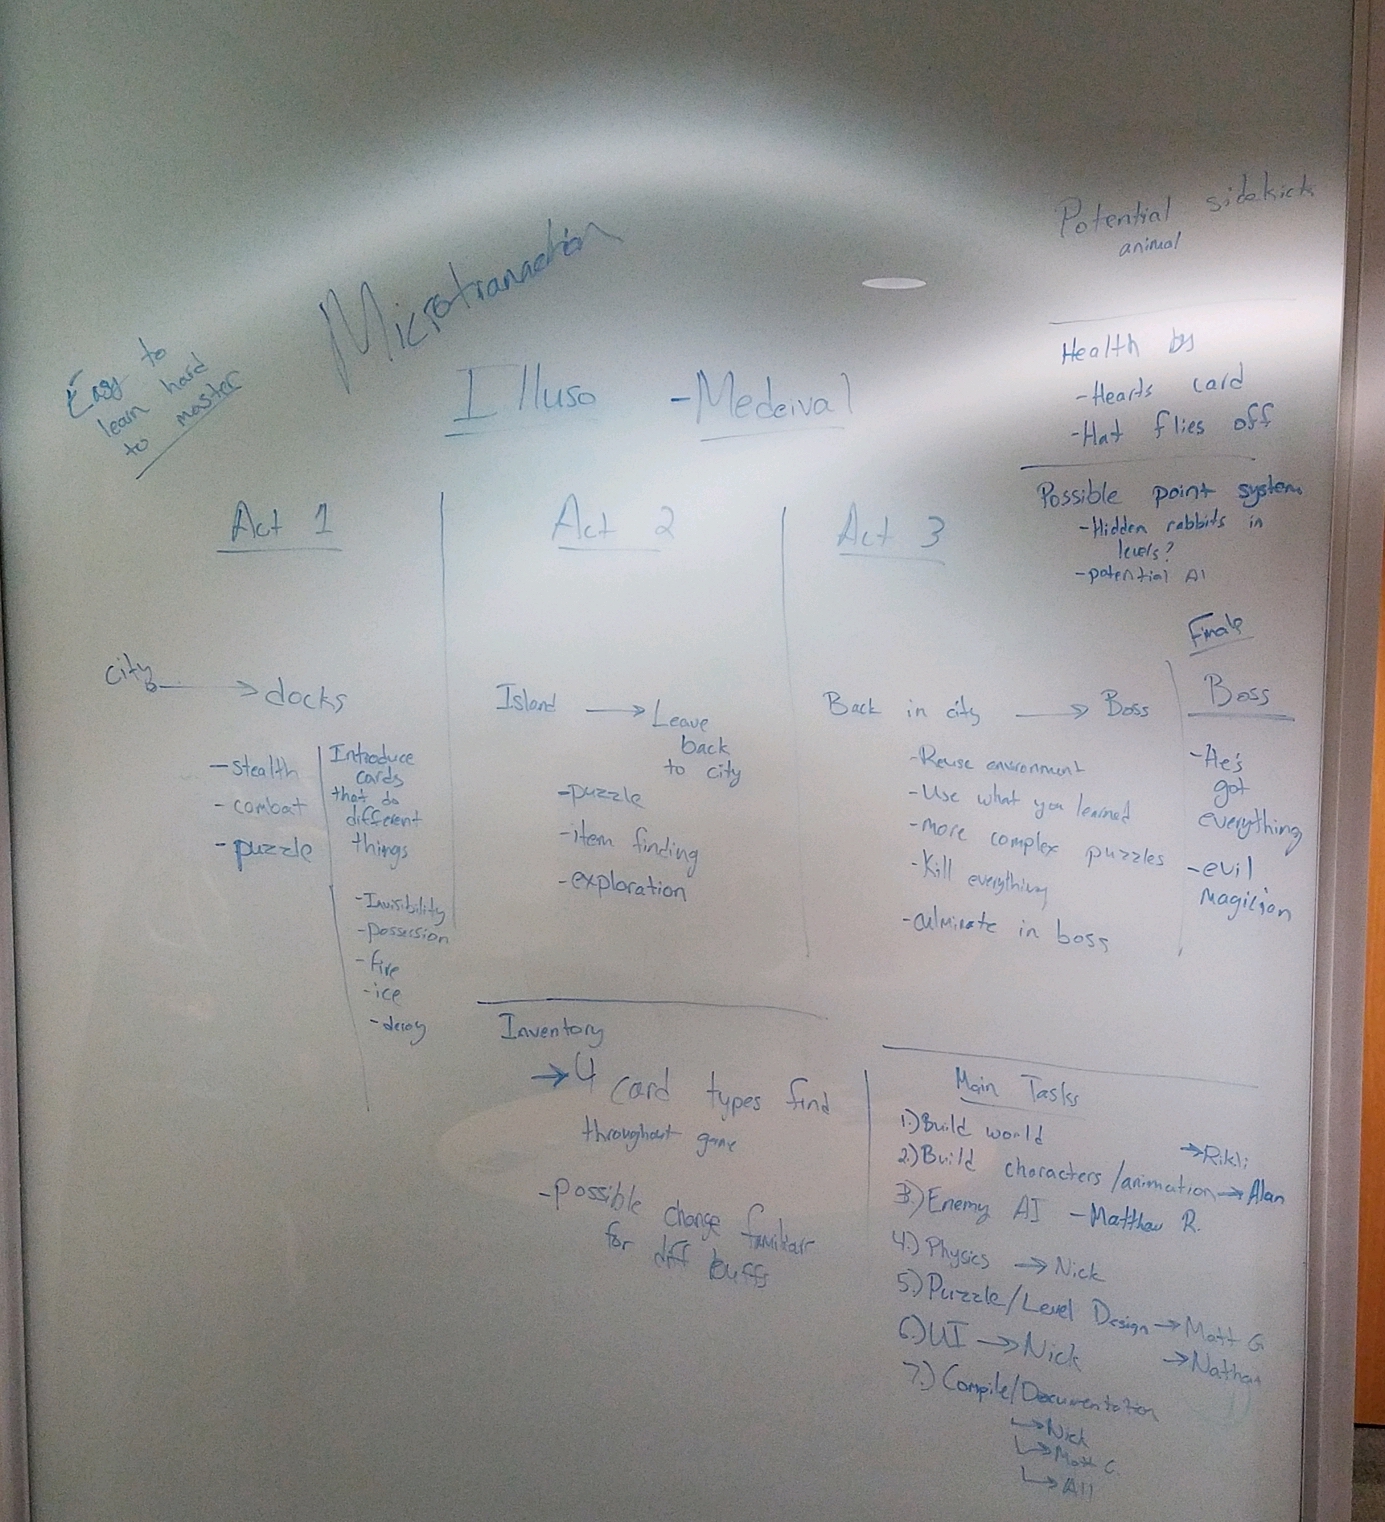 Potential sidekick
animal
Microtranaction
Easy to
learn hard
to master
Illuso - Medeival
Health by
- Hearts card
- Hat flies off
Possible point system
- Hidden rabbits in
levels?
- potential AI
Act 1
city → docks
- stealth
- combat
- puzzle
Introduce
cards
that do
different
things
- Invisibility
- possession
- fire
- ice
- decoy
Act 2
Island → Leave
back
to city
- puzzle
- item finding
- exploration
Act 3
Back in city → Boss
- Reuse environment
- Use what you learned
- more complex puzzles
- Kill everything
- culminate in boss
Finale
Boss
- He's
got
everything
- evil
magician
Inventory
→ 4 card types find
throughout game
- possible change familiar
for diff buffs
Main Tasks
1.) Build world
→ Rikli
2.) Build characters/animation → Alan
3.) Enemy AI - Matthew R.
4.) Physics → Nick
5.) Puzzle/Level Design → Matt G
→ Nathan
6.) UI → Nick
7.) Compile/Documentation
↳ Nick
↳ Matt
↳ All